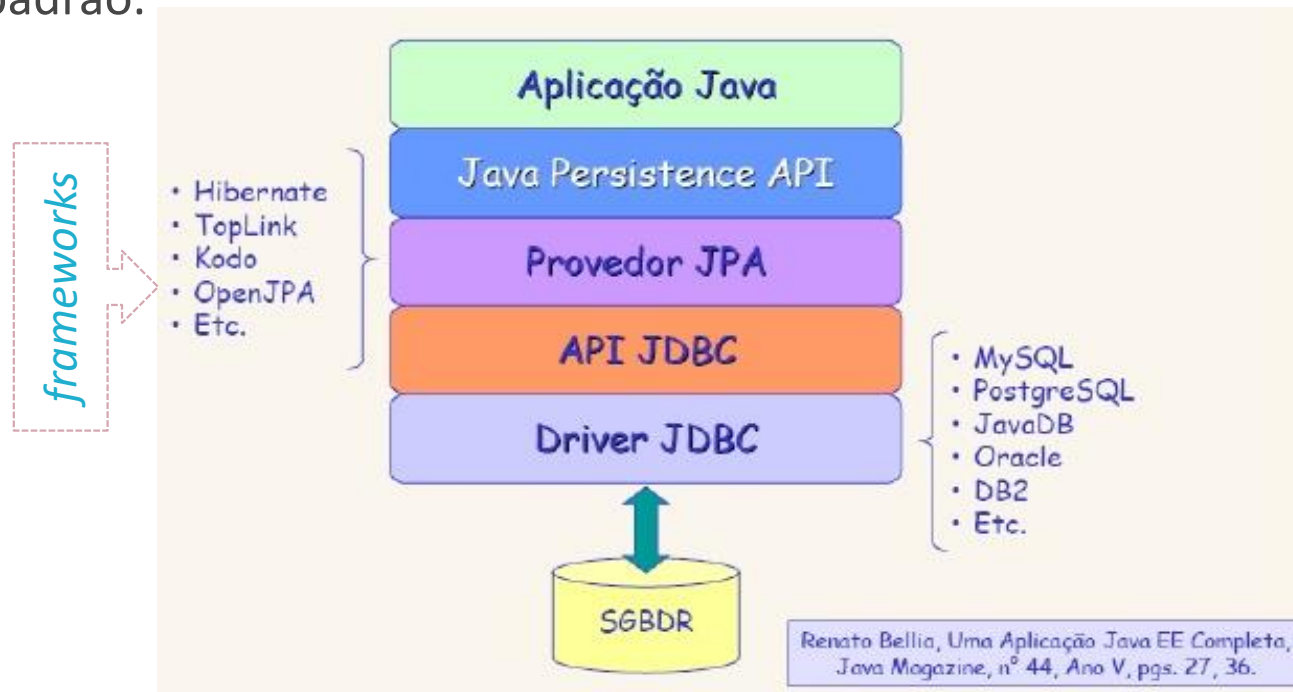 padrão:
Aplicação Java
Java Persistence API
Provedor JPA
API JDBC
Driver JDBC
SGBDR
frameworks
• Hibernate
• TopLink
• Kodo
• OpenJPA
• Etc.
• MySQL
• PostgreSQL
• JavaDB
• Oracle
• DB2
• Etc.
Renato Bellia, Uma Aplicação Java EE Completa,
Java Magazine, nº 44, Ano V, pgs. 27, 36.